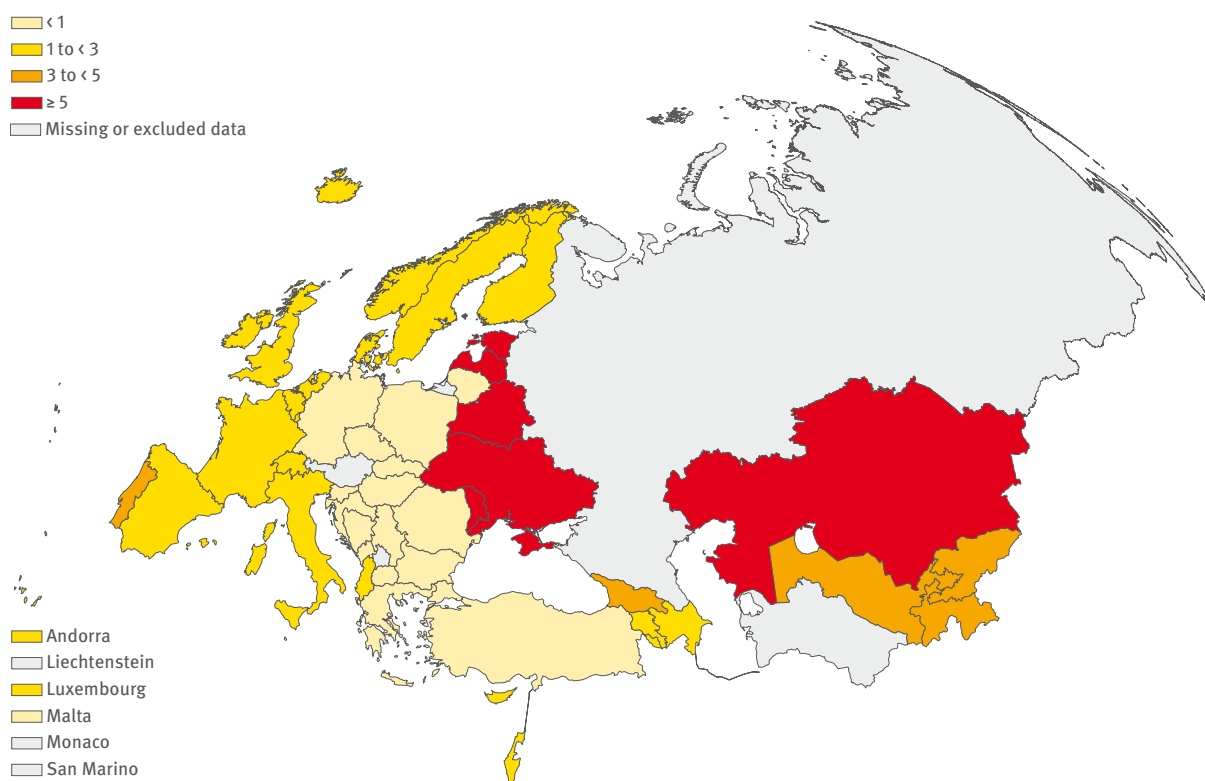 < 1
1 to < 3
3 to < 5
≥ 5
Missing or excluded data
Andorra
Liechtenstein
Luxembourg
Malta
Monaco
San Marino